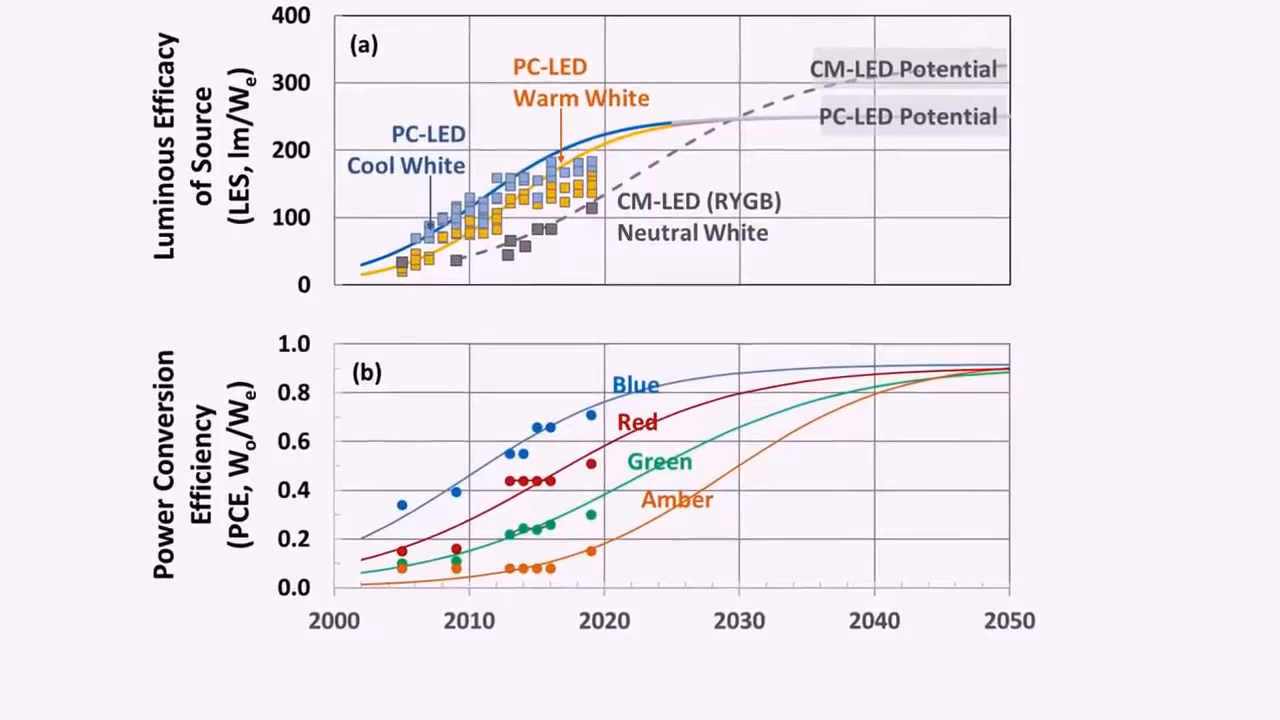 Luminous Efficacy
of Source
(LES, lm/We)
400
300
200
100
0
(a)
PC-LED
Warm White
PC-LED
Cool White
CM-LED Potential
PC-LED Potential
CM-LED (RYGB)
Neutral White
Power Conversion
Efficiency
(PCE, Wo/We)
1.0
0.8
0.6
0.4
0.2
0.0
(b)
Blue
Red
Green
Amber
2000 2010 2020 2030 2040 2050